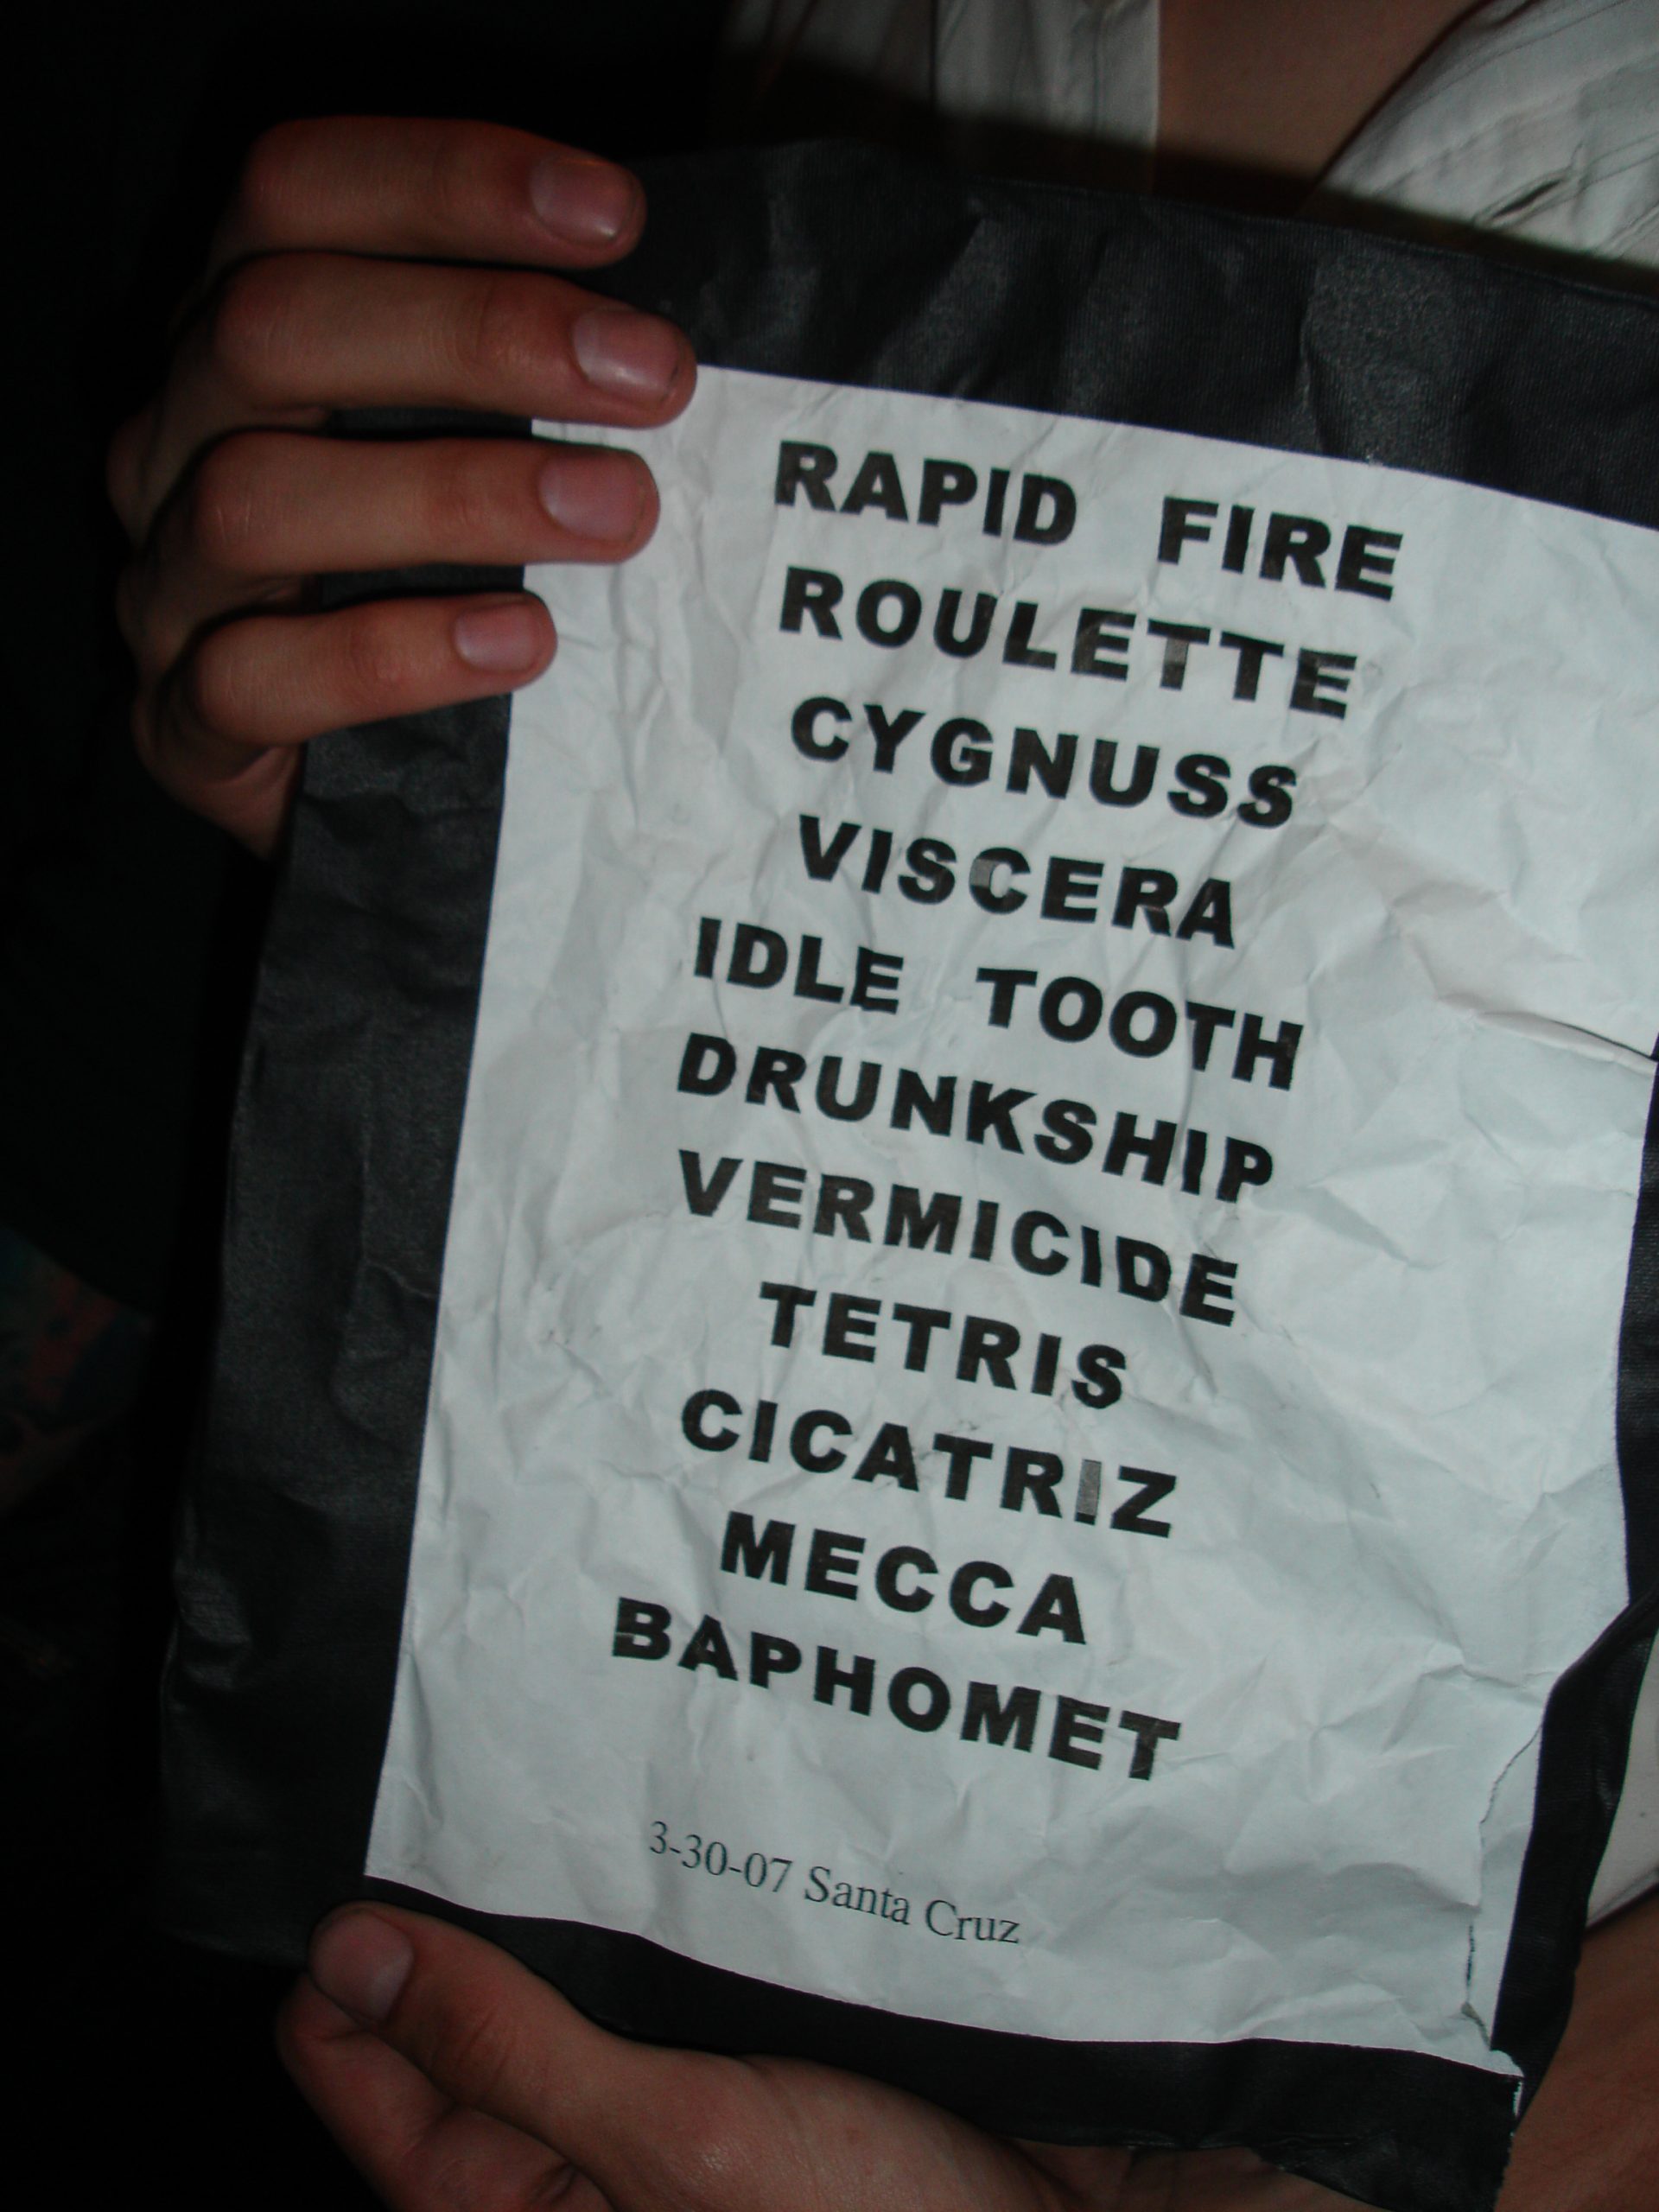 RAPID FIRE
ROULETTE
CYGNUSS
VISCERA
IDLE TOOTH
DRUNKSHIP
VERMICIDE
TETRIS
CICATRIZ
MECCA
BAPHOMET
3-30-07 Santa Cruz